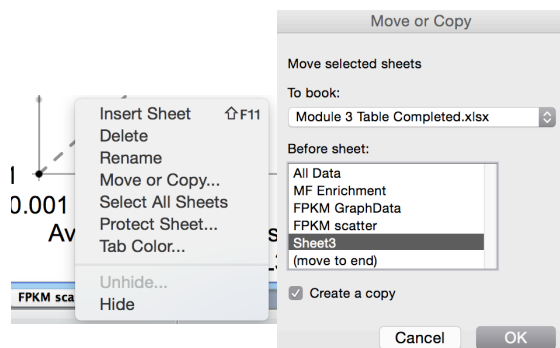 Insert Sheet ⇧F11
Delete
Rename
Move or Copy...
Select All Sheets
Protect Sheet...
Tab Color...
Unhide...
Hide
0.001
Av
FPKM sca
Move or Copy
Move selected sheets
To book:
Module 3 Table Completed.xlsx
Before sheet:
All Data
MF Enrichment
FPKM GraphData
FPKM scatter
Sheet3
(move to end)
Create a copy
Cancel OK